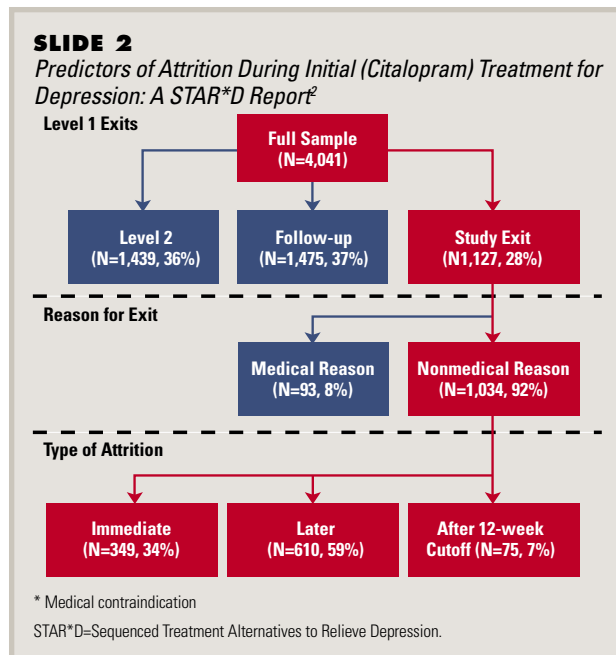 SLIDE 2
Predictors of Attrition During Initial (Citalopram) Treatment for
Depression: A STAR*D Report2
Level 1 Exits
Full Sample
(N=4,041)
Level 2
(N=1,439, 36%)
Follow-up
(N=1,475, 37%)
Study Exit
(N1,127, 28%)
Reason for Exit
Medical Reason
(N=93, 8%)
Nonmedical Reason
(N=1,034, 92%)
Type of Attrition
Immediate
(N=349, 34%)
Later
(N=610, 59%)
After 12-week
Cutoff (N=75, 7%)
* Medical contraindication
STAR*D=Sequenced Treatment Alternatives to Relieve Depression.